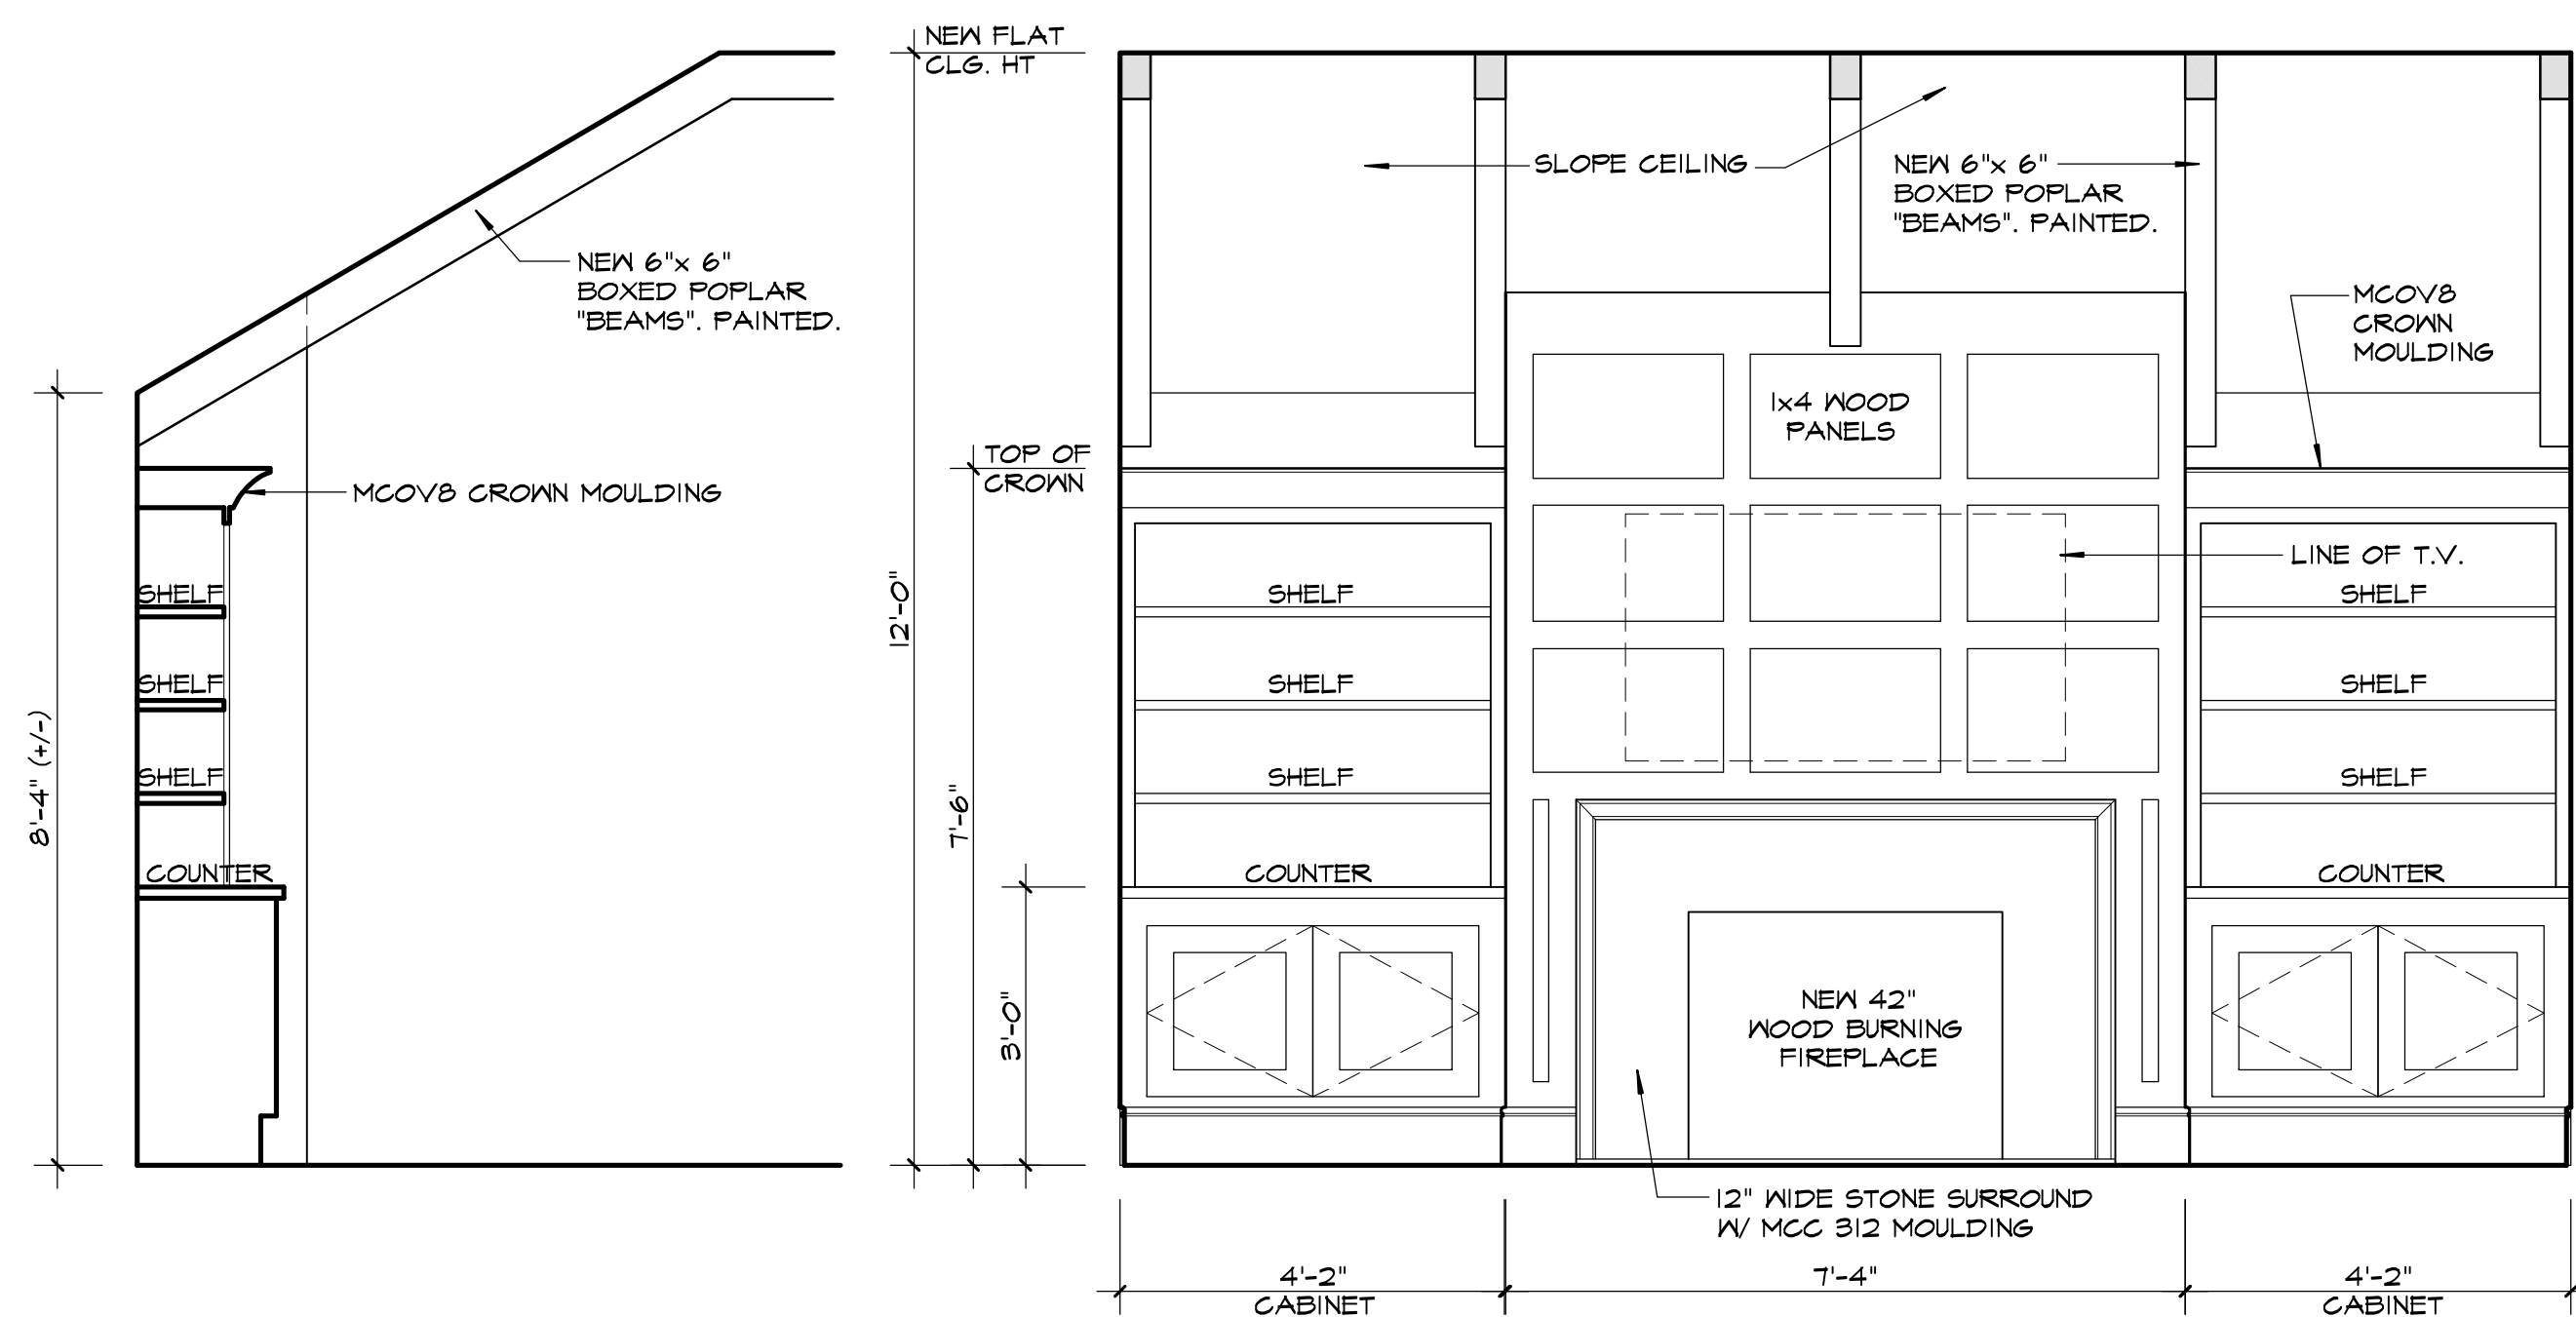 NEW FLAT
CLG. HT
NEW 6"x 6"
BOXED POPLAR
"BEAMS". PAINTED.
MCOV8 CROWN MOULDING
SHELF
SHELF
SHELF
COUNTER
8'-4" (+/-)
12'-0"
TOP OF
CROWN
7'-6"
3'-0"
SLOPE CEILING
NEW 6"x 6"
BOXED POPLAR
"BEAMS". PAINTED.
MCOV8
CROWN
MOULDING
1x4 WOOD
PANELS
LINE OF T.V.
SHELF
SHELF
SHELF
COUNTER
SHELF
SHELF
SHELF
COUNTER
NEW 42"
WOOD BURNING
FIREPLACE
12" WIDE STONE SURROUND
W/ MCC 312 MOULDING
4'-2"
CABINET
7'-4"
4'-2"
CABINET